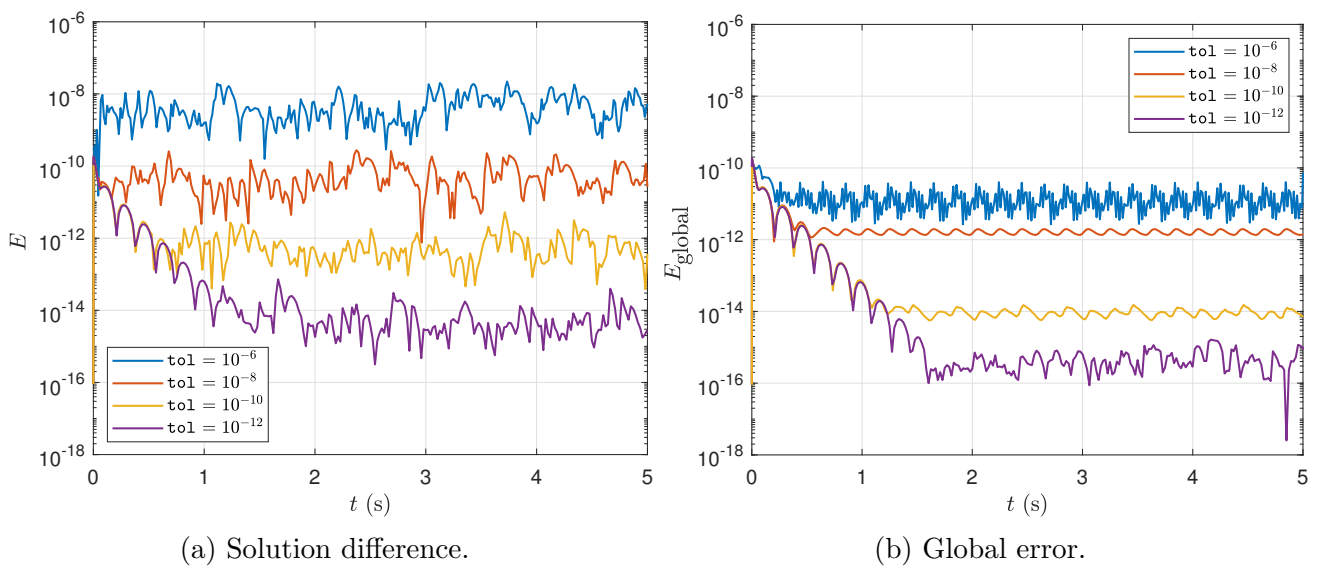 10⁻⁶
10⁻⁸
10⁻¹⁰
10⁻¹²
10⁻¹⁴
10⁻¹⁶
10⁻¹⁸
E
tol = 10⁻⁶
tol = 10⁻⁸
tol = 10⁻¹⁰
tol = 10⁻¹²
0 1 2 3 4 5
t (s)
(a) Solution difference.
10⁻⁶
10⁻⁸
10⁻¹⁰
10⁻¹²
10⁻¹⁴
10⁻¹⁶
10⁻¹⁸
E_global
tol = 10⁻⁶
tol = 10⁻⁸
tol = 10⁻¹⁰
tol = 10⁻¹²
0 1 2 3 4 5
t (s)
(b) Global error.